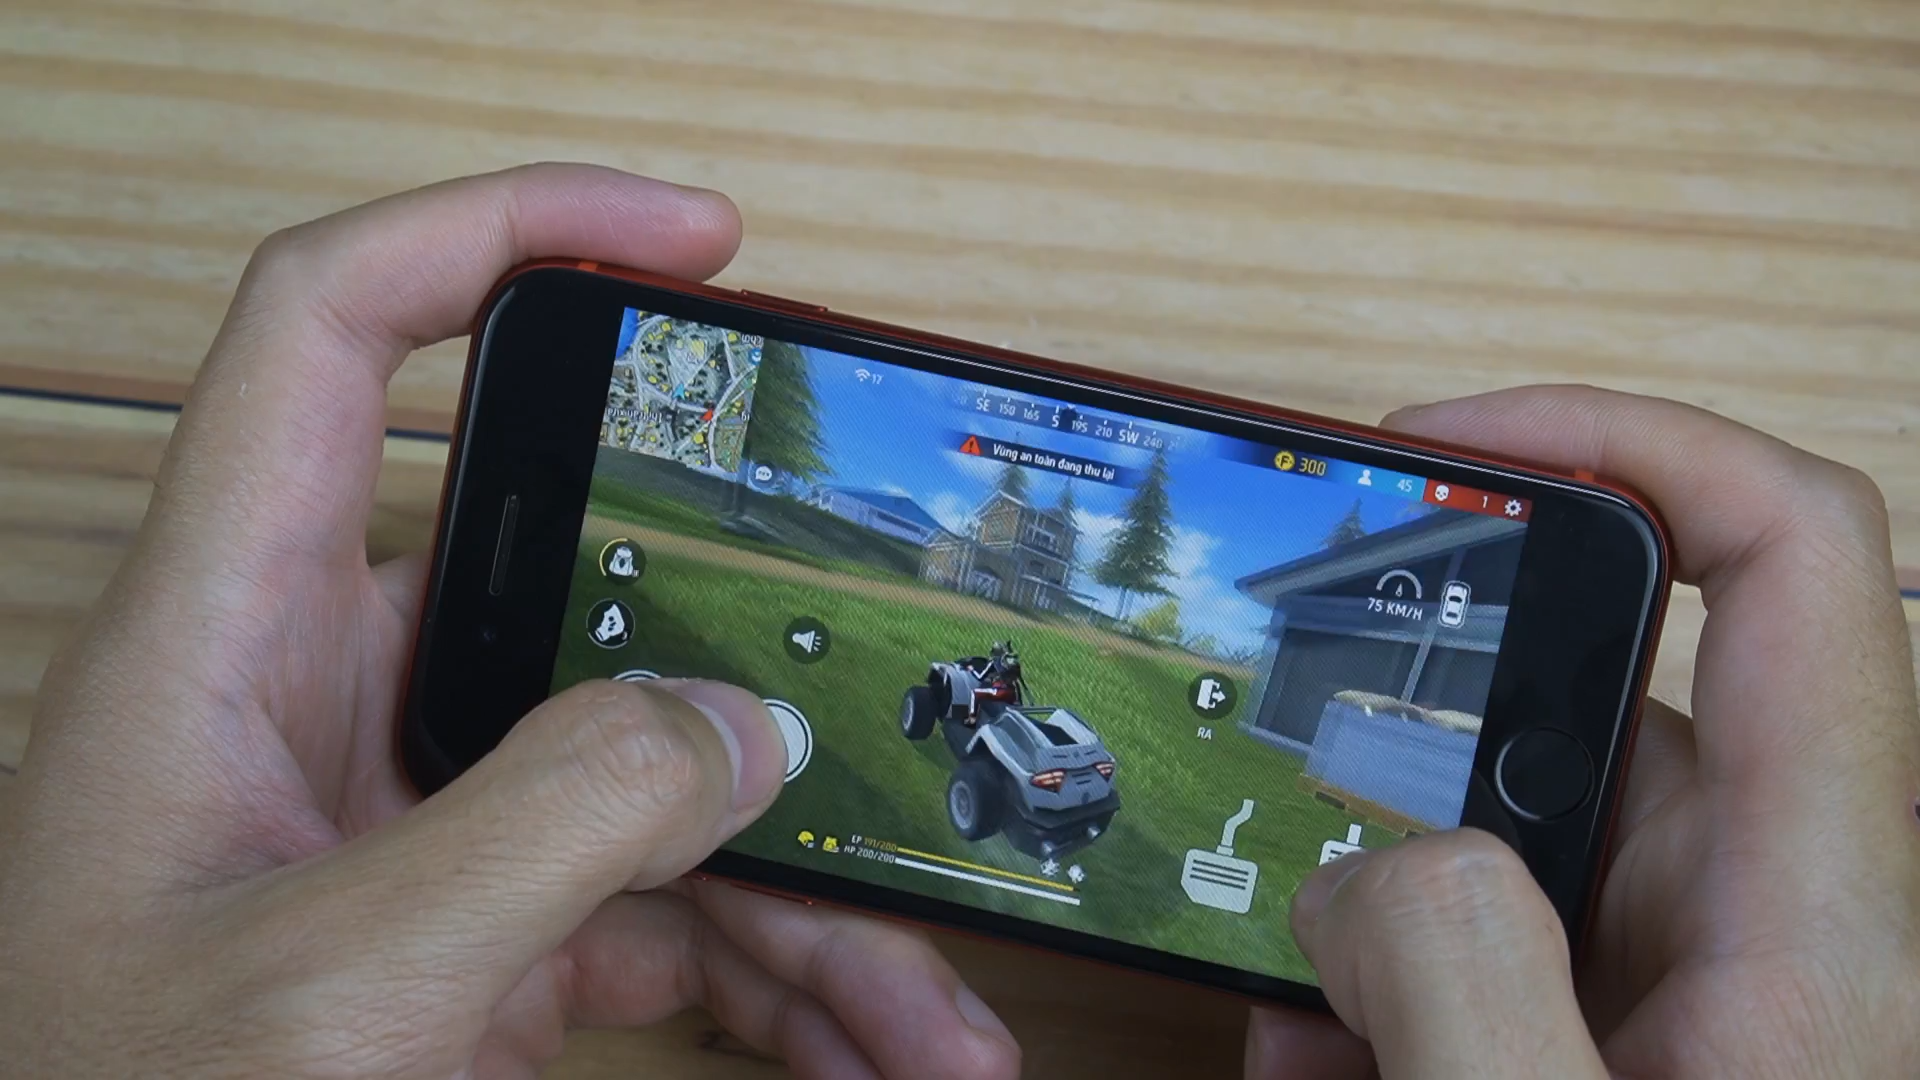 17
SE 150 165 S 195 210 SW 240
Vùng an toàn đang thu lại
300
45
1
75 KM/H
RA
EP 191/200
HP 200/200